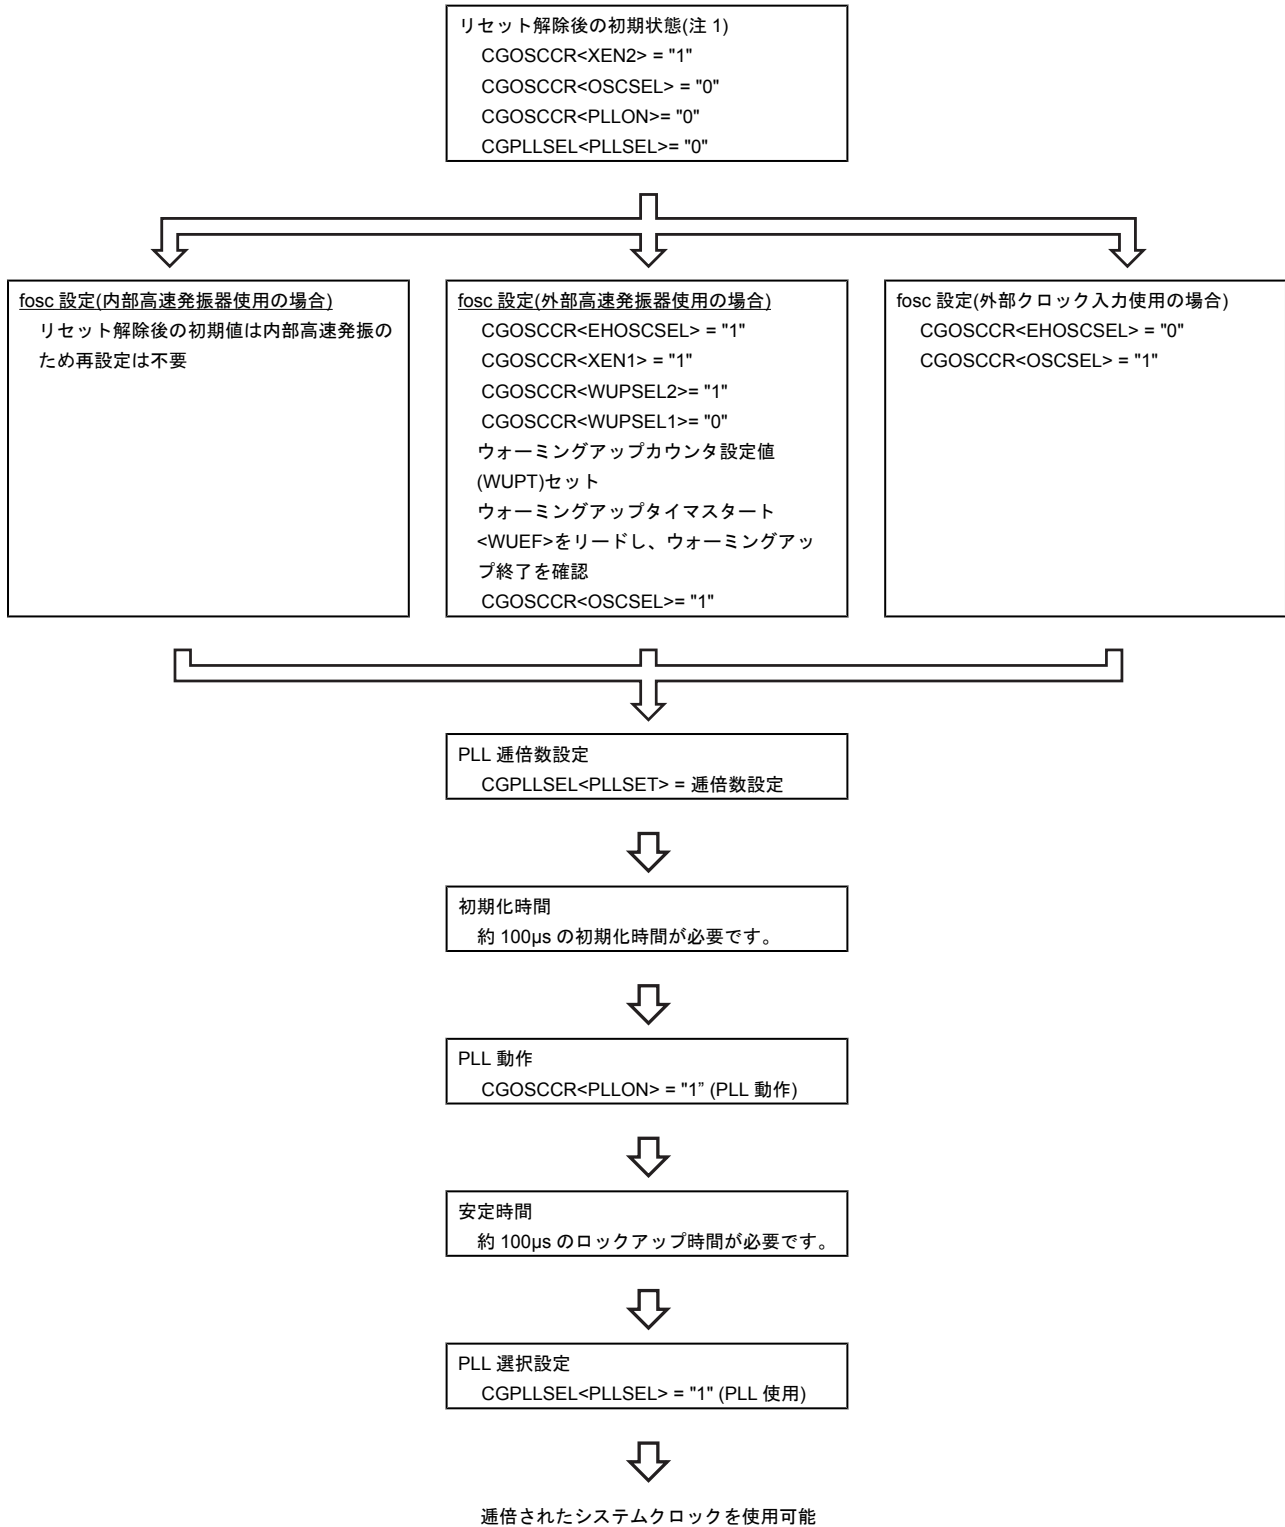 リセット解除後の初期状態(注 1)
CGOSCCR<XEN2> = "1"
CGOSCCR<OSCSEL> = "0"
CGOSCCR<PLLON>= "0"
CGPLLSEL<PLLSEL>= "0"
fosc 設定(内部高速発振器使用の場合)
リセット解除後の初期値は内部高速発振の
ため再設定は不要
fosc 設定(外部高速発振器使用の場合)
CGOSCCR<EHOSCSEL> = "1"
CGOSCCR<XEN1> = "1"
CGOSCCR<WUPSEL2>= "1"
CGOSCCR<WUPSEL1>= "0"
ウォーミングアップカウンタ設定値
(WUPT)セット
ウォーミングアップタイマスタート
<WUEF>をリードし、ウォーミングアッ
プ終了を確認
CGOSCCR<OSCSEL>= "1"
fosc 設定(外部クロック入力使用の場合)
CGOSCCR<EHOSCSEL> = "0"
CGOSCCR<OSCSEL> = "1"
PLL 逓倍数設定
CGPLLSEL<PLLSET> = 逓倍数設定
初期化時間
約 100μs の初期化時間が必要です。
PLL 動作
CGOSCCR<PLLON> = "1” (PLL 動作)
安定時間
約 100μs のロックアップ時間が必要です。
PLL 選択設定
CGPLLSEL<PLLSEL> = "1" (PLL 使用)
逓倍されたシステムクロックを使用可能